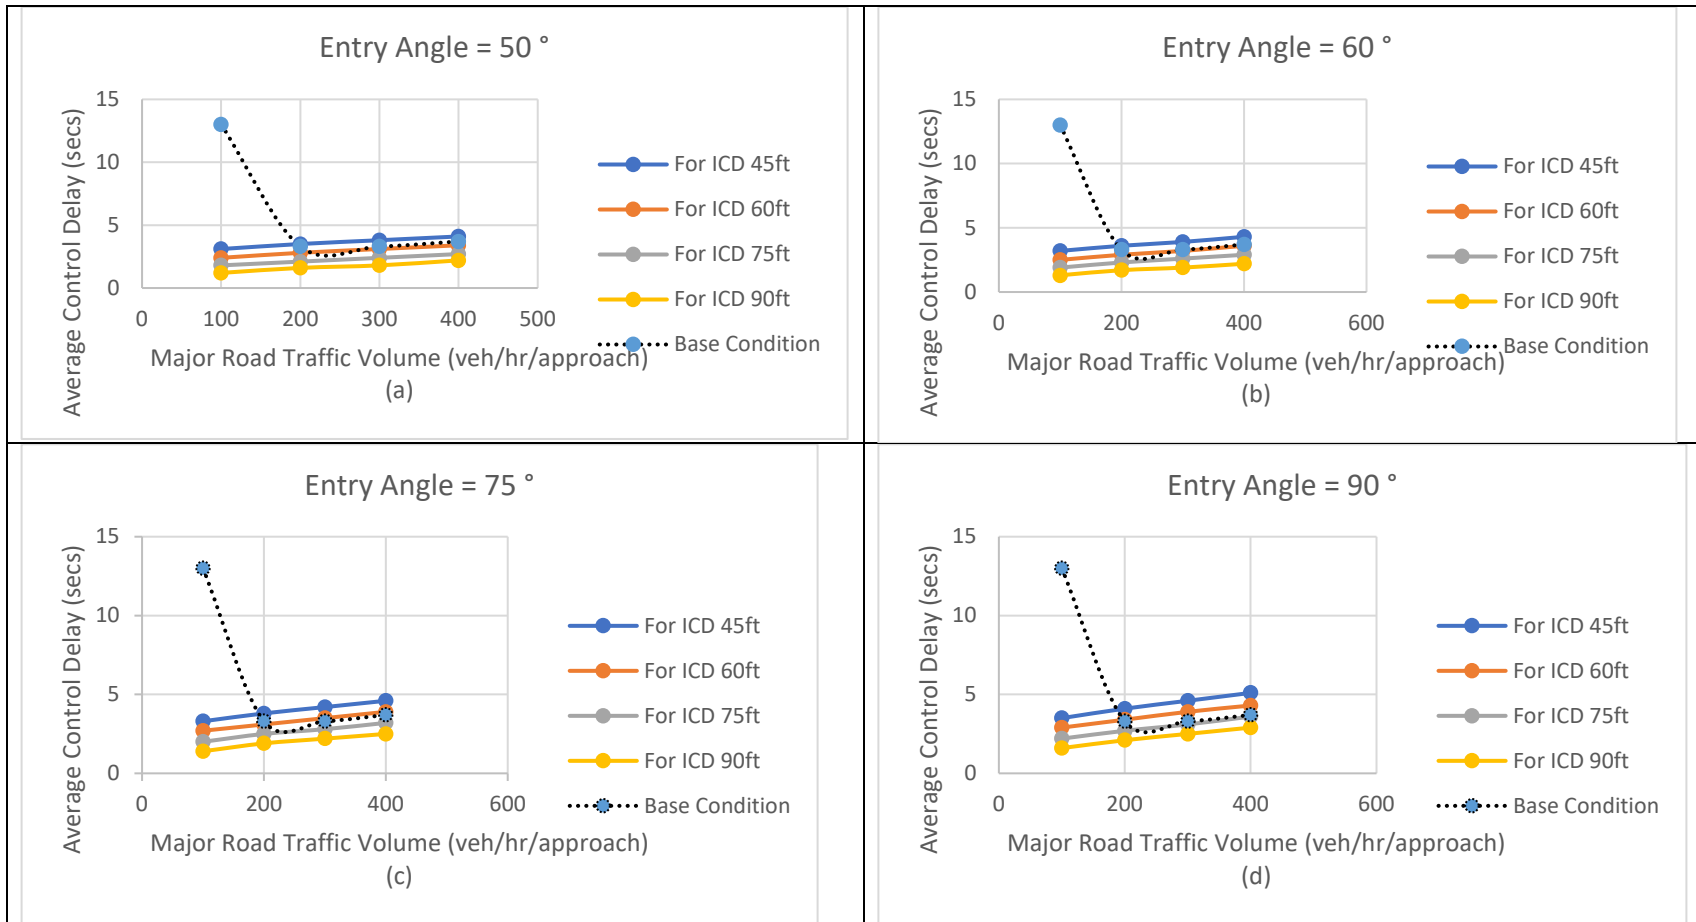 Entry Angle = 50 °
Average Control Delay (secs)
15
10
5
0
0 100 200 300 400 500
Major Road Traffic Volume (veh/hr/approach)
(a)
For ICD 45ft
For ICD 60ft
For ICD 75ft
For ICD 90ft
Base Condition
Entry Angle = 60 °
Average Control Delay (secs)
15
10
5
0
0 200 400 600
Major Road Traffic Volume (veh/hr/approach)
(b)
For ICD 45ft
For ICD 60ft
For ICD 75ft
For ICD 90ft
Base Condition
Entry Angle = 75 °
Average Control Delay (secs)
15
10
5
0
0 200 400 600
Major Road Traffic Volume (veh/hr/approach)
(c)
For ICD 45ft
For ICD 60ft
For ICD 75ft
For ICD 90ft
Base Condition
Entry Angle = 90 °
Average Control Delay (secs)
15
10
5
0
0 200 400 600
Major Road Traffic Volume (veh/hr/approach)
(d)
For ICD 45ft
For ICD 60ft
For ICD 75ft
For ICD 90ft
Base Condition